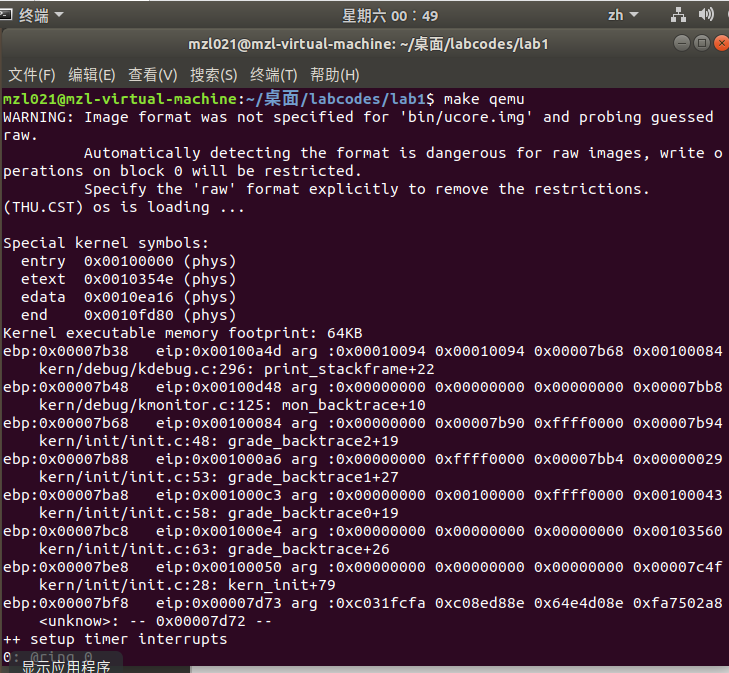 终端
星期六 00：49
zh
mzl021@mzl-virtual-machine: ~/桌面/labcodes/lab1
文件(F) 编辑(E) 查看(V) 搜索(S) 终端(T) 帮助(H)
mzl021@mzl-virtual-machine:~/桌面/labcodes/lab1$ make qemu
WARNING: Image format was not specified for 'bin/ucore.img' and probing guessed
raw.
         Automatically detecting the format is dangerous for raw images, write o
perations on block 0 will be restricted.
         Specify the 'raw' format explicitly to remove the restrictions.
(THU.CST) os is loading ...
Special kernel symbols:
  entry  0x00100000 (phys)
  etext  0x0010354e (phys)
  edata  0x0010ea16 (phys)
  end    0x0010fd80 (phys)
Kernel executable memory footprint: 64KB
ebp:0x00007b38   eip:0x00100a4d arg :0x00010094 0x00010094 0x00007b68 0x00100084
    kern/debug/kdebug.c:296: print_stackframe+22
ebp:0x00007b48   eip:0x00100d48 arg :0x00000000 0x00000000 0x00000000 0x00007bb8
    kern/debug/kmonitor.c:125: mon_backtrace+10
ebp:0x00007b68   eip:0x00100084 arg :0x00000000 0x00007b90 0xffff0000 0x00007b94
    kern/init/init.c:48: grade_backtrace2+19
ebp:0x00007b88   eip:0x001000a6 arg :0x00000000 0xffff0000 0x00007bb4 0x00000029
    kern/init/init.c:53: grade_backtrace1+27
ebp:0x00007ba8   eip:0x001000c3 arg :0x00000000 0x00100000 0xffff0000 0x00100043
    kern/init/init.c:58: grade_backtrace0+19
ebp:0x00007bc8   eip:0x001000e4 arg :0x00000000 0x00000000 0x00000000 0x00103560
    kern/init/init.c:63: grade_backtrace+26
ebp:0x00007be8   eip:0x00100050 arg :0x00000000 0x00000000 0x00000000 0x00007c4f
    kern/init/init.c:28: kern_init+79
ebp:0x00007bf8   eip:0x00007d73 arg :0xc031fcfa 0xc08ed88e 0x64e4d08e 0xfa7502a8
    <unknow>: -- 0x00007d72 --
++ setup timer interrupts
0: @ring 0
显示应用程序